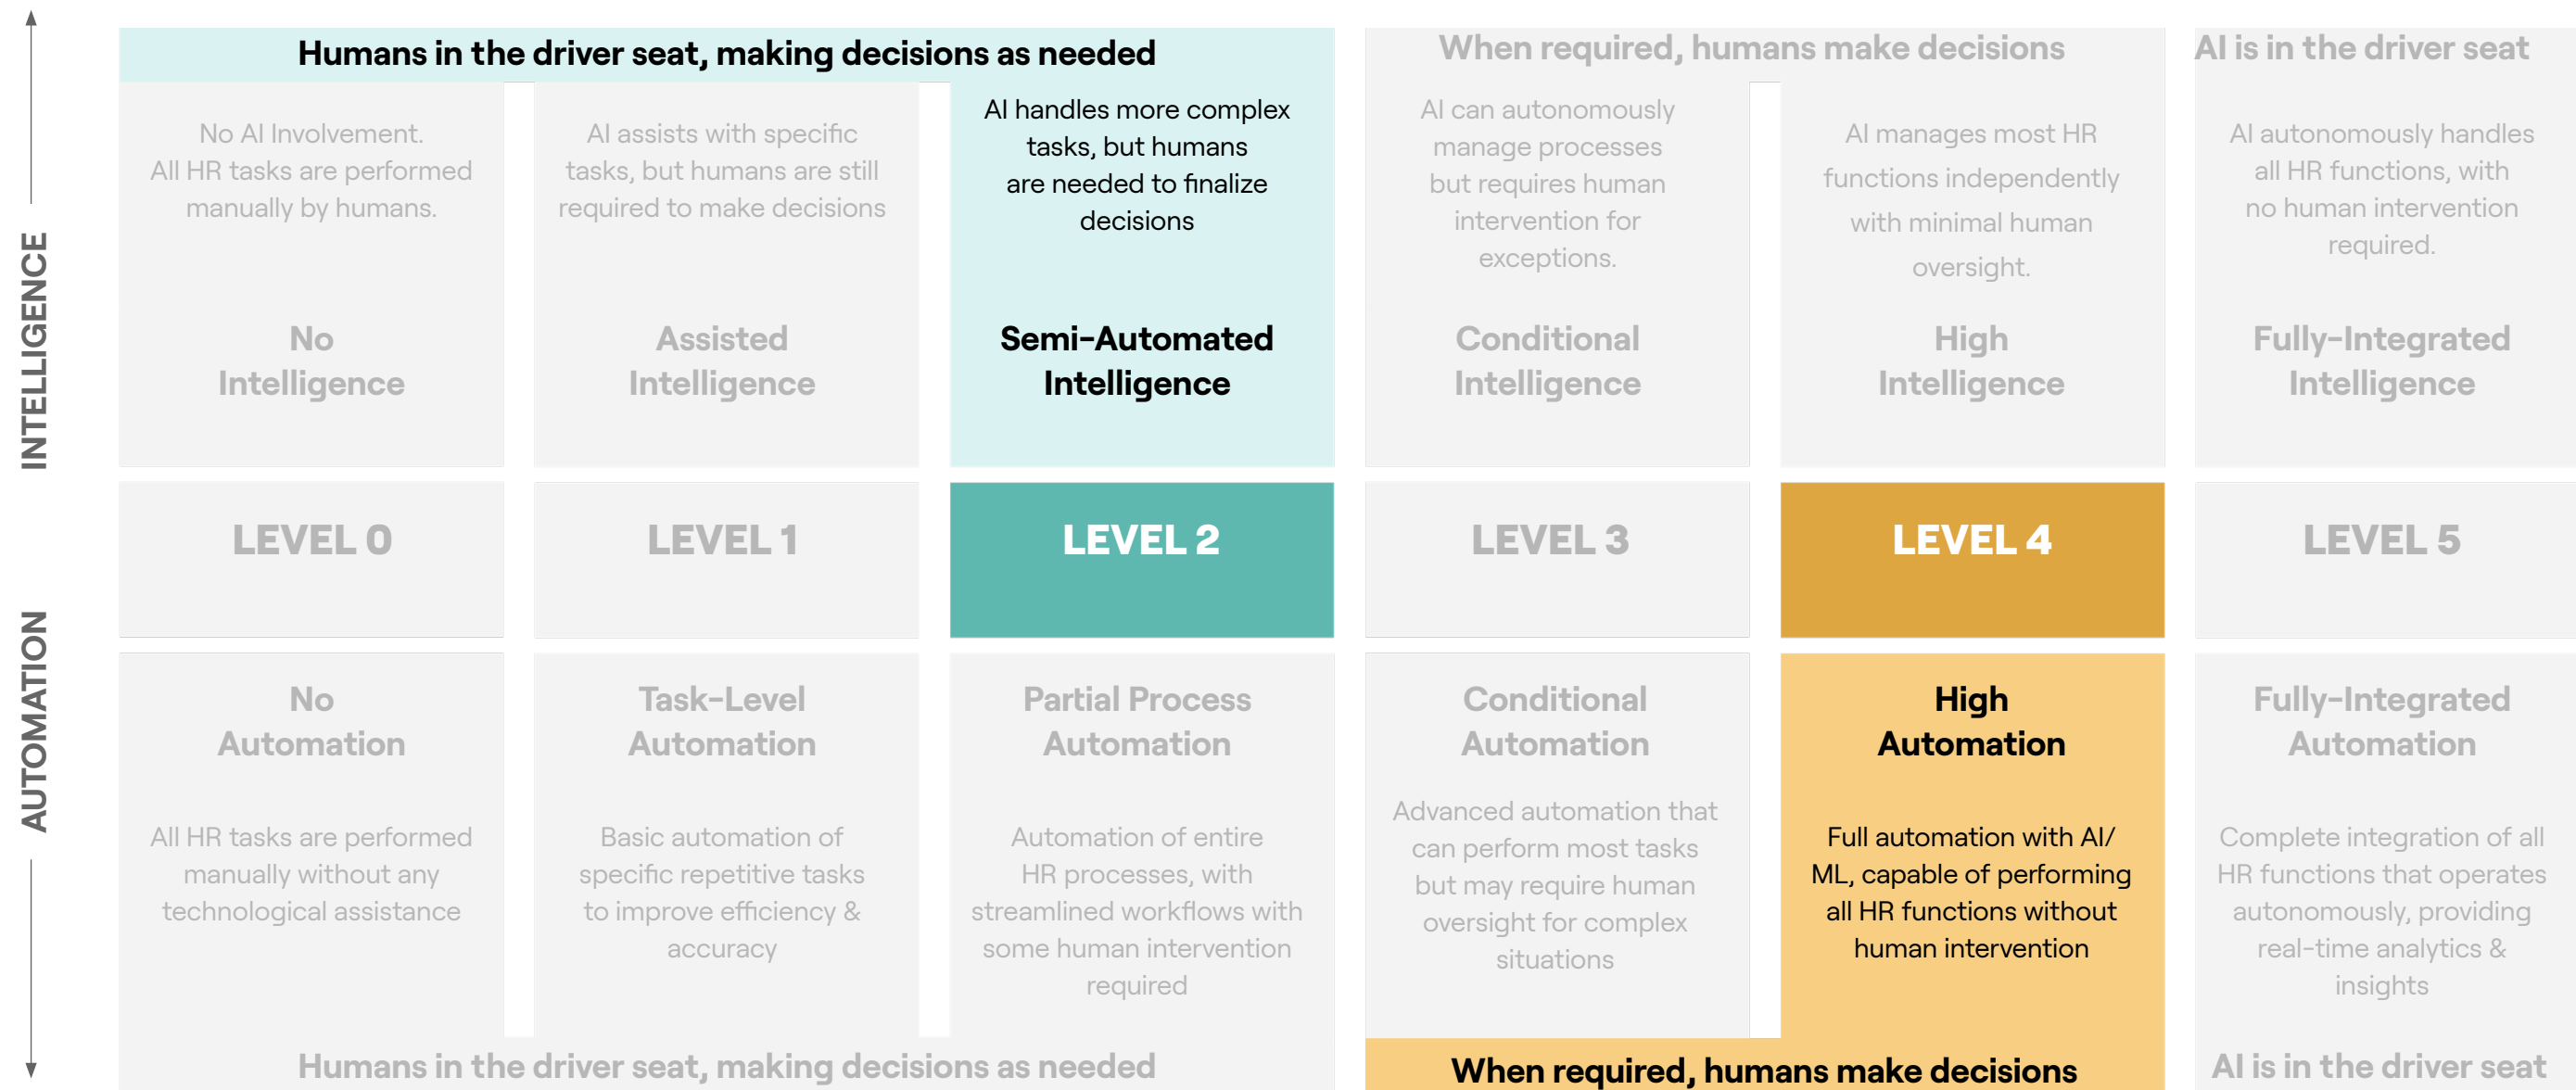 INTELLIGENCE
AUTOMATION
Humans in the driver seat, making decisions as needed
When required, humans make decisions
AI is in the driver seat
No AI Involvement.
All HR tasks are performed
manually by humans.
No
Intelligence
AI assists with specific
tasks, but humans are still
required to make decisions
Assisted
Intelligence
AI handles more complex
tasks, but humans
are needed to finalize
decisions
Semi-Automated
Intelligence
AI can autonomously
manage processes
but requires human
intervention for
exceptions.
Conditional
Intelligence
AI manages most HR
functions independently
with minimal human
oversight.
High
Intelligence
AI autonomously handles
all HR functions, with
no human intervention
required.
Fully-Integrated
Intelligence
LEVEL 0
LEVEL 1
LEVEL 2
LEVEL 3
LEVEL 4
LEVEL 5
No
Automation
All HR tasks are performed
manually without any
technological assistance
Task-Level
Automation
Basic automation of
specific repetitive tasks
to improve efficiency &
accuracy
Partial Process
Automation
Automation of entire
HR processes, with
streamlined workflows with
some human intervention
required
Conditional
Automation
Advanced automation that
can perform most tasks
but may require human
oversight for complex
situations
High
Automation
Full automation with AI/
ML, capable of performing
all HR functions without
human intervention
Fully-Integrated
Automation
Complete integration of all
HR functions that operates
autonomously, providing
real-time analytics &
insights
Humans in the driver seat, making decisions as needed
When required, humans make decisions
AI is in the driver seat